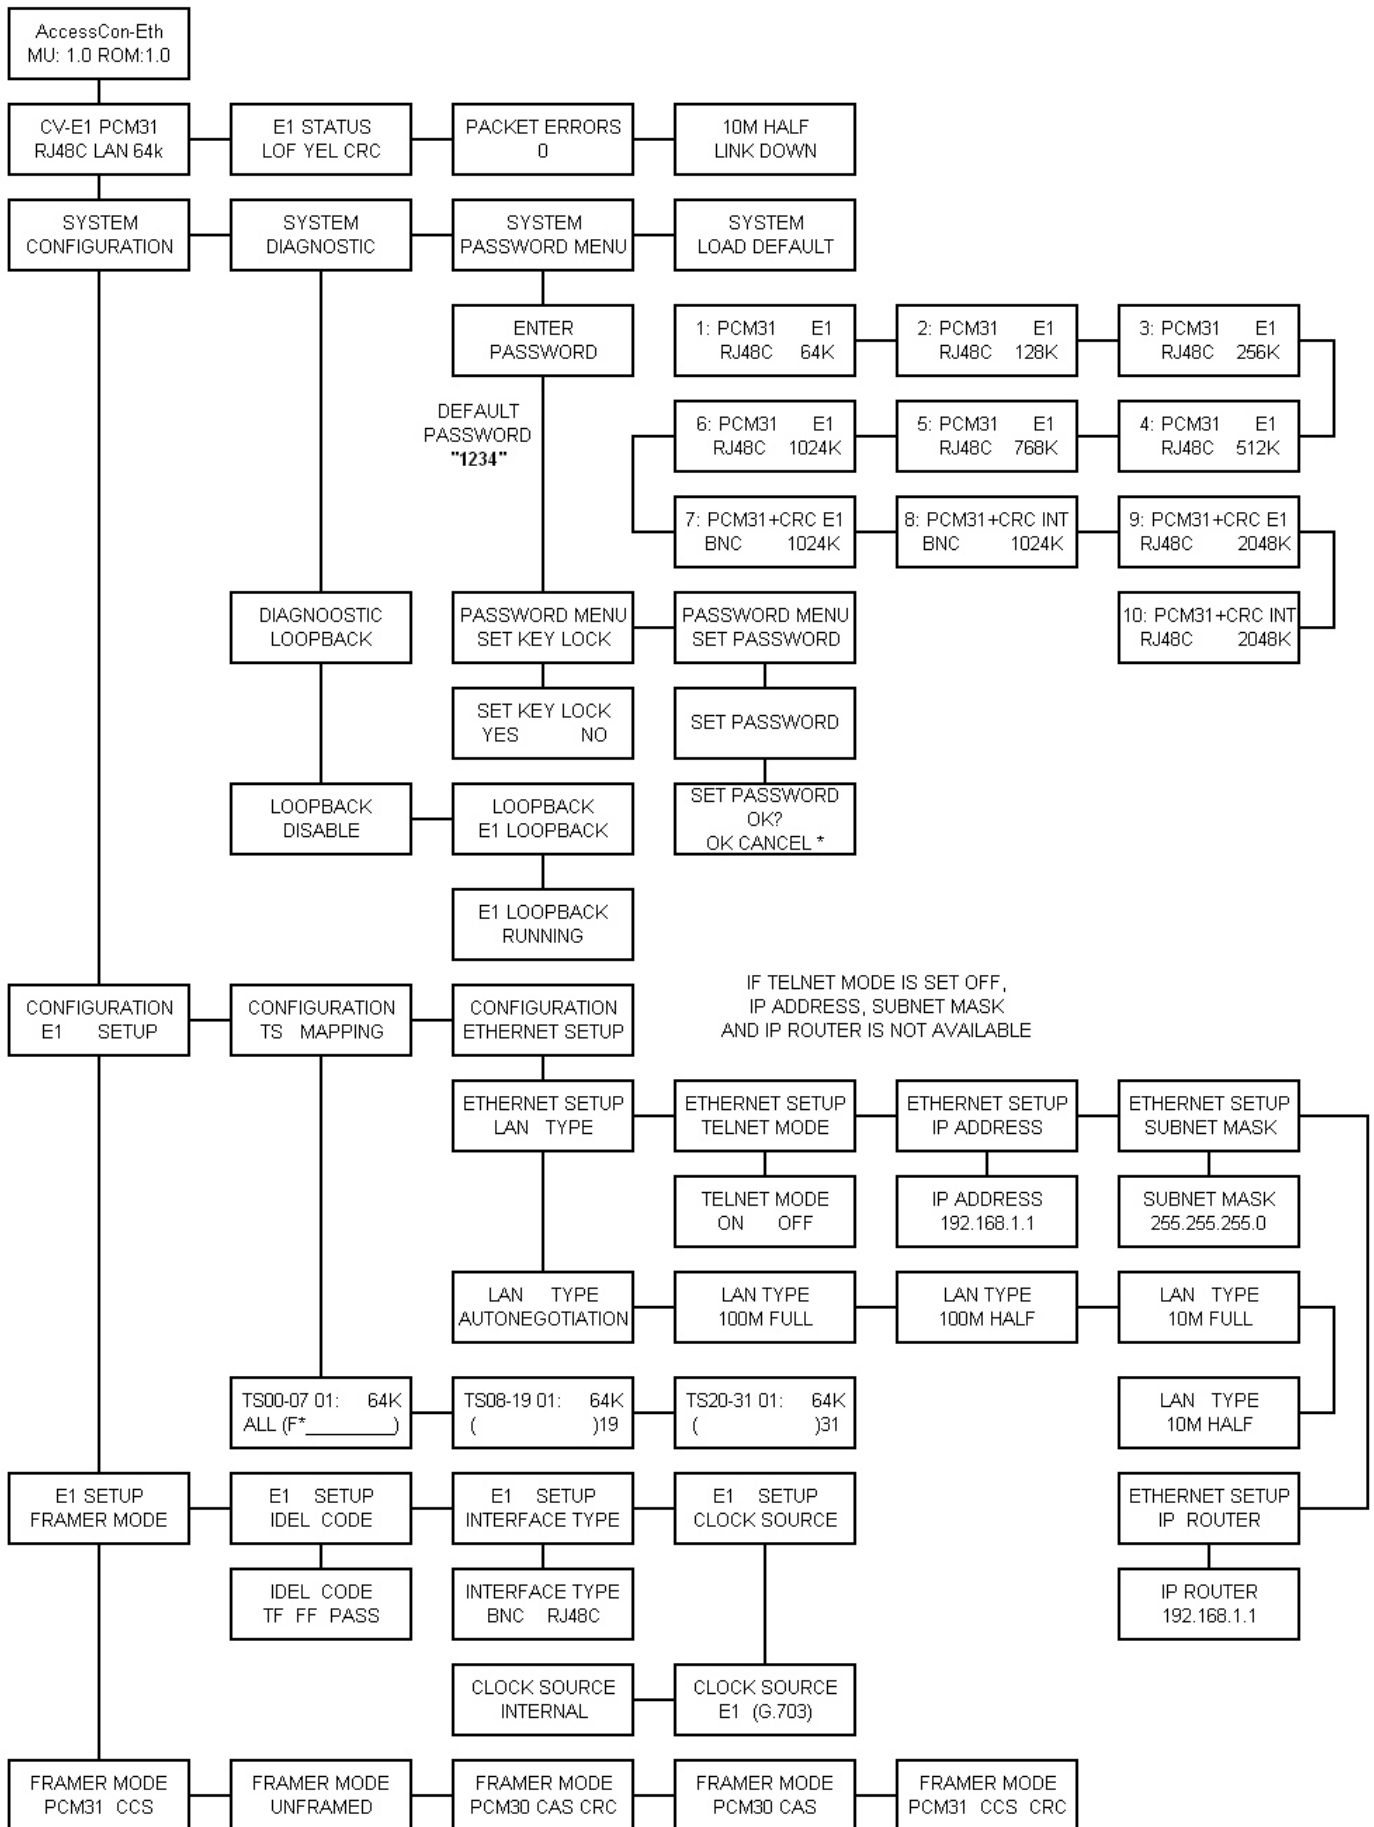 AccessCon-Eth
MU: 1.0 ROM:1.0
CV-E1 PCM31
RJ48C LAN 64k
E1 STATUS
LOF YEL CRC
PACKET ERRORS
0
10M HALF
LINK DOWN
SYSTEM
CONFIGURATION
SYSTEM
DIAGNOSTIC
SYSTEM
PASSWORD MENU
SYSTEM
LOAD DEFAULT
ENTER
PASSWORD
1: PCM31 E1
RJ48C 64K
2: PCM31 E1
RJ48C 128K
3: PCM31 E1
RJ48C 256K
DEFAULT
PASSWORD
"1234"
6: PCM31 E1
RJ48C 1024K
5: PCM31 E1
RJ48C 768K
4: PCM31 E1
RJ48C 512K
7: PCM31+CRC E1
BNC 1024K
8: PCM31+CRC INT
BNC 1024K
9: PCM31+CRC E1
RJ48C 2048K
DIAGNOOSTIC
LOOPBACK
PASSWORD MENU
SET KEY LOCK
PASSWORD MENU
SET PASSWORD
10: PCM31+CRC INT
RJ48C 2048K
SET KEY LOCK
YES NO
SET PASSWORD
LOOPBACK
DISABLE
LOOPBACK
E1 LOOPBACK
SET PASSWORD
OK?
OK CANCEL *
E1 LOOPBACK
RUNNING
CONFIGURATION
E1 SETUP
CONFIGURATION
TS MAPPING
CONFIGURATION
ETHERNET SETUP
IF TELNET MODE IS SET OFF,
IP ADDRESS, SUBNET MASK
AND IP ROUTER IS NOT AVAILABLE
ETHERNET SETUP
LAN TYPE
ETHERNET SETUP
TELNET MODE
ETHERNET SETUP
IP ADDRESS
ETHERNET SETUP
SUBNET MASK
TELNET MODE
ON OFF
IP ADDRESS
192.168.1.1
SUBNET MASK
255.255.255.0
LAN TYPE
AUTONEGOTIATION
LAN TYPE
100M FULL
LAN TYPE
100M HALF
LAN TYPE
10M FULL
TS00-07 01: 64K
ALL (F*_________)
TS08-19 01: 64K
( )19
TS20-31 01: 64K
( )31
LAN TYPE
10M HALF
E1 SETUP
FRAMER MODE
E1 SETUP
IDEL CODE
E1 SETUP
INTERFACE TYPE
E1 SETUP
CLOCK SOURCE
ETHERNET SETUP
IP ROUTER
IDEL CODE
TF FF PASS
INTERFACE TYPE
BNC RJ48C
IP ROUTER
192.168.1.1
CLOCK SOURCE
INTERNAL
CLOCK SOURCE
E1 (G.703)
FRAMER MODE
PCM31 CCS
FRAMER MODE
UNFRAMED
FRAMER MODE
PCM30 CAS CRC
FRAMER MODE
PCM30 CAS
FRAMER MODE
PCM31 CCS CRC